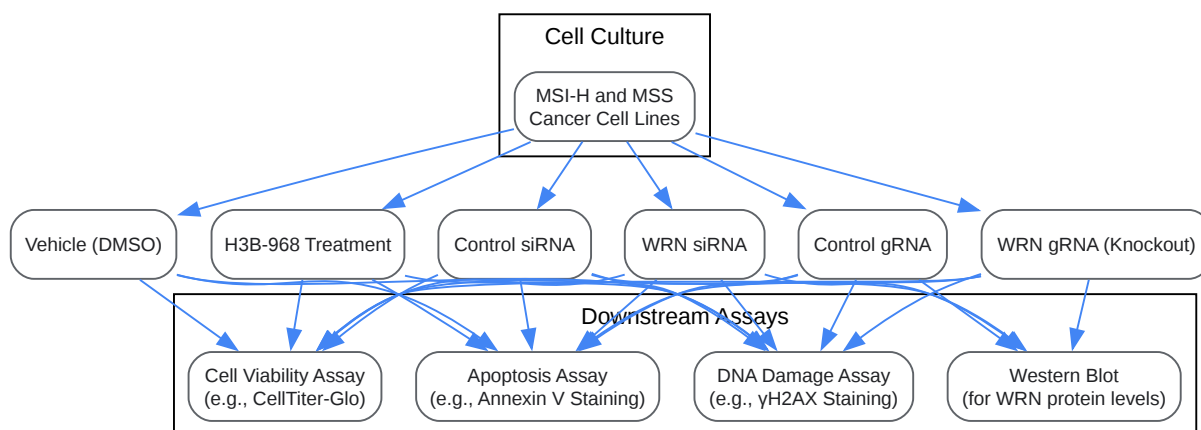 Cell Culture
MSI-H and MSS
Cancer Cell Lines
Vehicle (DMSO)
H3B-968 Treatment
Control siRNA
WRN siRNA
Control gRNA
WRN gRNA (Knockout)
Downstream Assays
Cell Viability Assay
(e.g., CellTiter-Glo)
Apoptosis Assay
(e.g., Annexin V Staining)
DNA Damage Assay
(e.g., γH2AX Staining)
Western Blot
(for WRN protein levels)